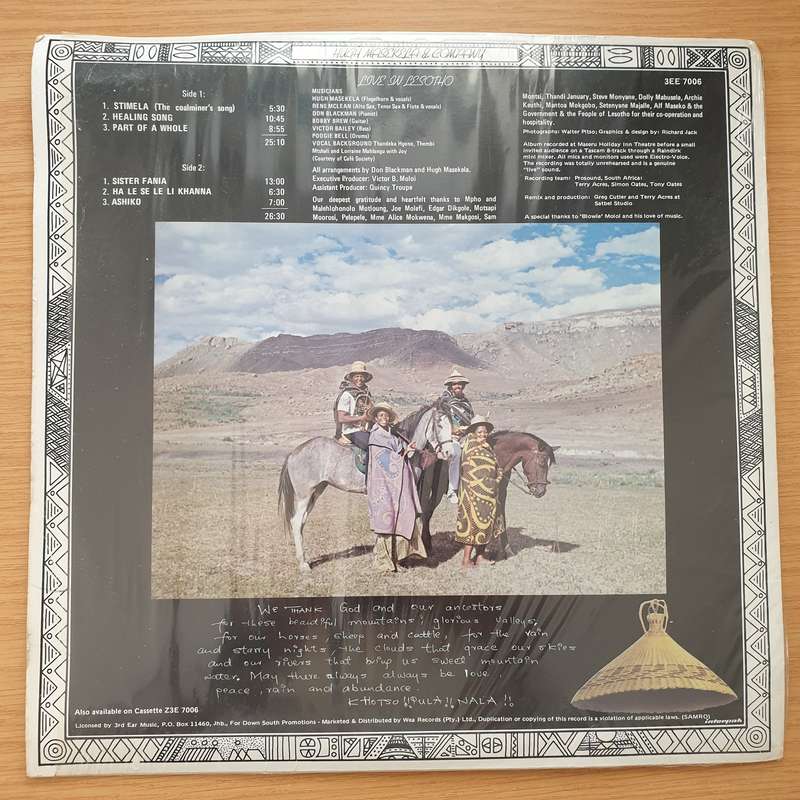 HUGH MASEKELA & COMPANY
LIVE IN LESOTHO
3EE 7006
Side 1:
1. STIMELA (The coalminer's song) 5:30
2. HEALING SONG 10:45
3. PART OF A WHOLE 8:55
25:10
Side 2:
1. SISTER FANIA 13:00
2. HA LE SE LE LI KHANNA 6:30
3. ASHIKO 7:00
26:30
MUSICIANS
HUGH MASEKELA (Flugelhorn & vocals)
RENE McLEAN (Alto Sax, Tenor Sax & Flute & vocals)
DON BLACKMAN (Pianist)
BOBBY BREW (Guitar)
VICTOR BAILEY (Bass)
POOGIE BELL (Drums)
VOCAL BACKGROUND Thandeka Ngono, Thembi
Mtshali and Lorraine Mahlangu with Joy
(Courtesy of Café Society)
All arrangements by Don Blackman and Hugh Masekela.
Executive Producer: Victor B. Moloi
Assistant Producer: Quincy Troupe
Our deepest gratitude and heartfelt thanks to Mpho and
Malehlohonolo Motloung, Joe Molefi, Edgar Dikgole, Motsapi
Moorosi, Pelepele, Mme Alice Mokwena, Mme Mekgosi, Sam
Montsi, Thandi January, Steve Monyane, Dolly Mabusela, Archie
Keuthi, Mantoa Mokgobo, Setenyane Majalle, Alf Maseko & the
Government & the People of Lesotho for their co-operation and
hospitality.
Photographs: Walter Pitso; Graphics & design by: Richard Jack
Album recorded at Maseru Holiday Inn Theatre before a small
invited audience on a Tascam 8-track through a Raindirk
mini mixer. All mics and monitors used were Electro-Voice.
The recording was totally unrehearsed and is a genuine
"live" sound.
Recording team: Prosound, South Africa:
Terry Acres, Simon Oates, Tony Oates
Remix and production: Greg Cutler and Terry Acres at
Satbel Studio
A special thanks to "Blowie" Moloi and his love of music.
We THANK God and our ancestors
for these beautiful mountains; glorious valleys;
for our horses, sheep and cattle, for the rain
and starry nights, the clouds that grace our skies
and our rivers that bring us sweet mountain
water. May there always always be love
peace, rain and abundance.
KHOTSO!! PULA!! NALA!!
Also available on Cassette Z3E 7006
Licensed by 3rd Ear Music, P.O. Box 11460, Jhb., For Down South Promotions - Marketed & Distributed by Wea Records (Pty.) Ltd., Duplication or copying of this record is a violation of applicable laws. (SAMRO)
interpak